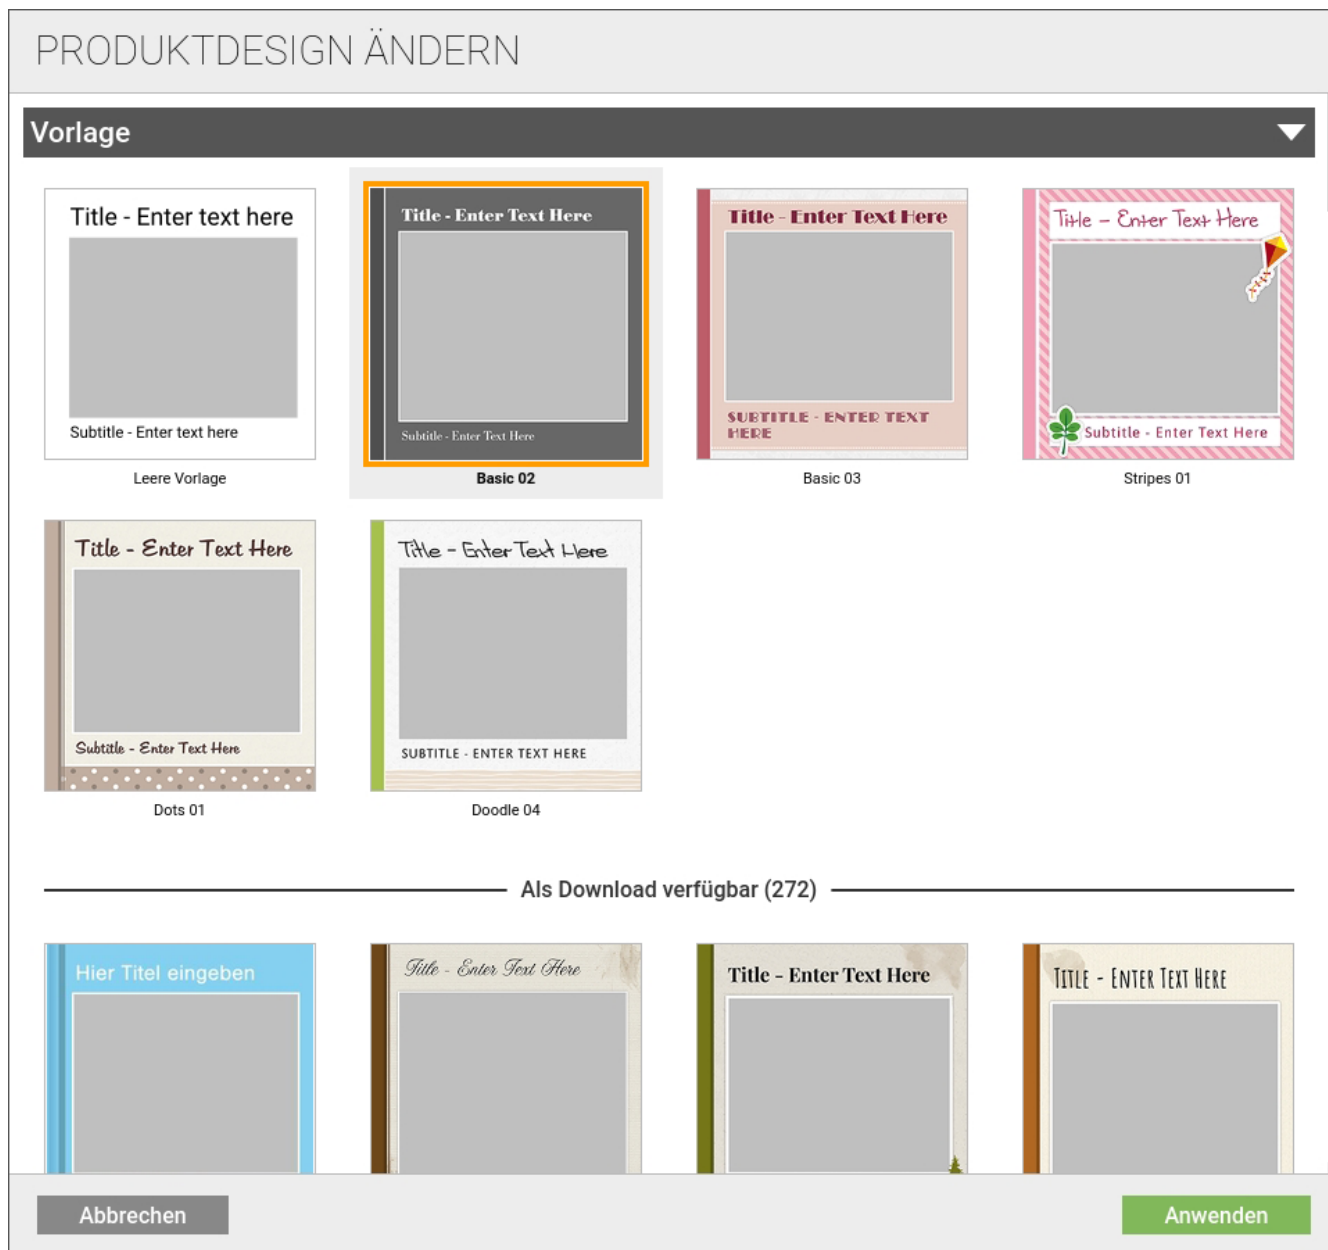 PRODUKTDESIGN ÄNDERN
Vorlage
Title - Enter text here
Subtitle - Enter text here
Leere Vorlage
Title - Enter Text Here
Subtitle - Enter Text Here
Basic 02
Title - Enter Text Here
SUBTITLE - ENTER TEXT
HERE
Basic 03
Title - Enter Text Here
Subtitle - Enter Text Here
Stripes 01
Title - Enter Text Here
Subtitle - Enter Text Here
Dots 01
Title - Enter Text Here
SUBTITLE - ENTER TEXT HERE
Doodle 04
Als Download verfügbar (272)
Hier Titel eingeben
Title - Enter Text Here
Title - Enter Text Here
Title - Enter Text Here
Abbrechen
Anwenden